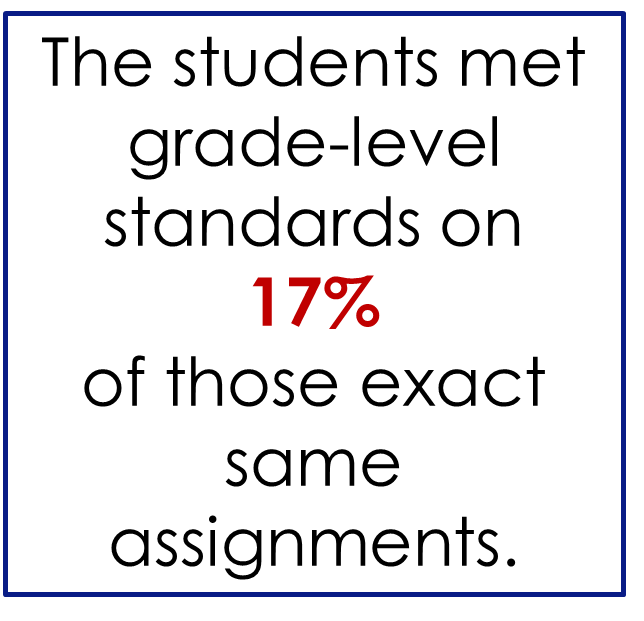 The students met
grade-level
standards on
17%
of those exact
same
assignments.